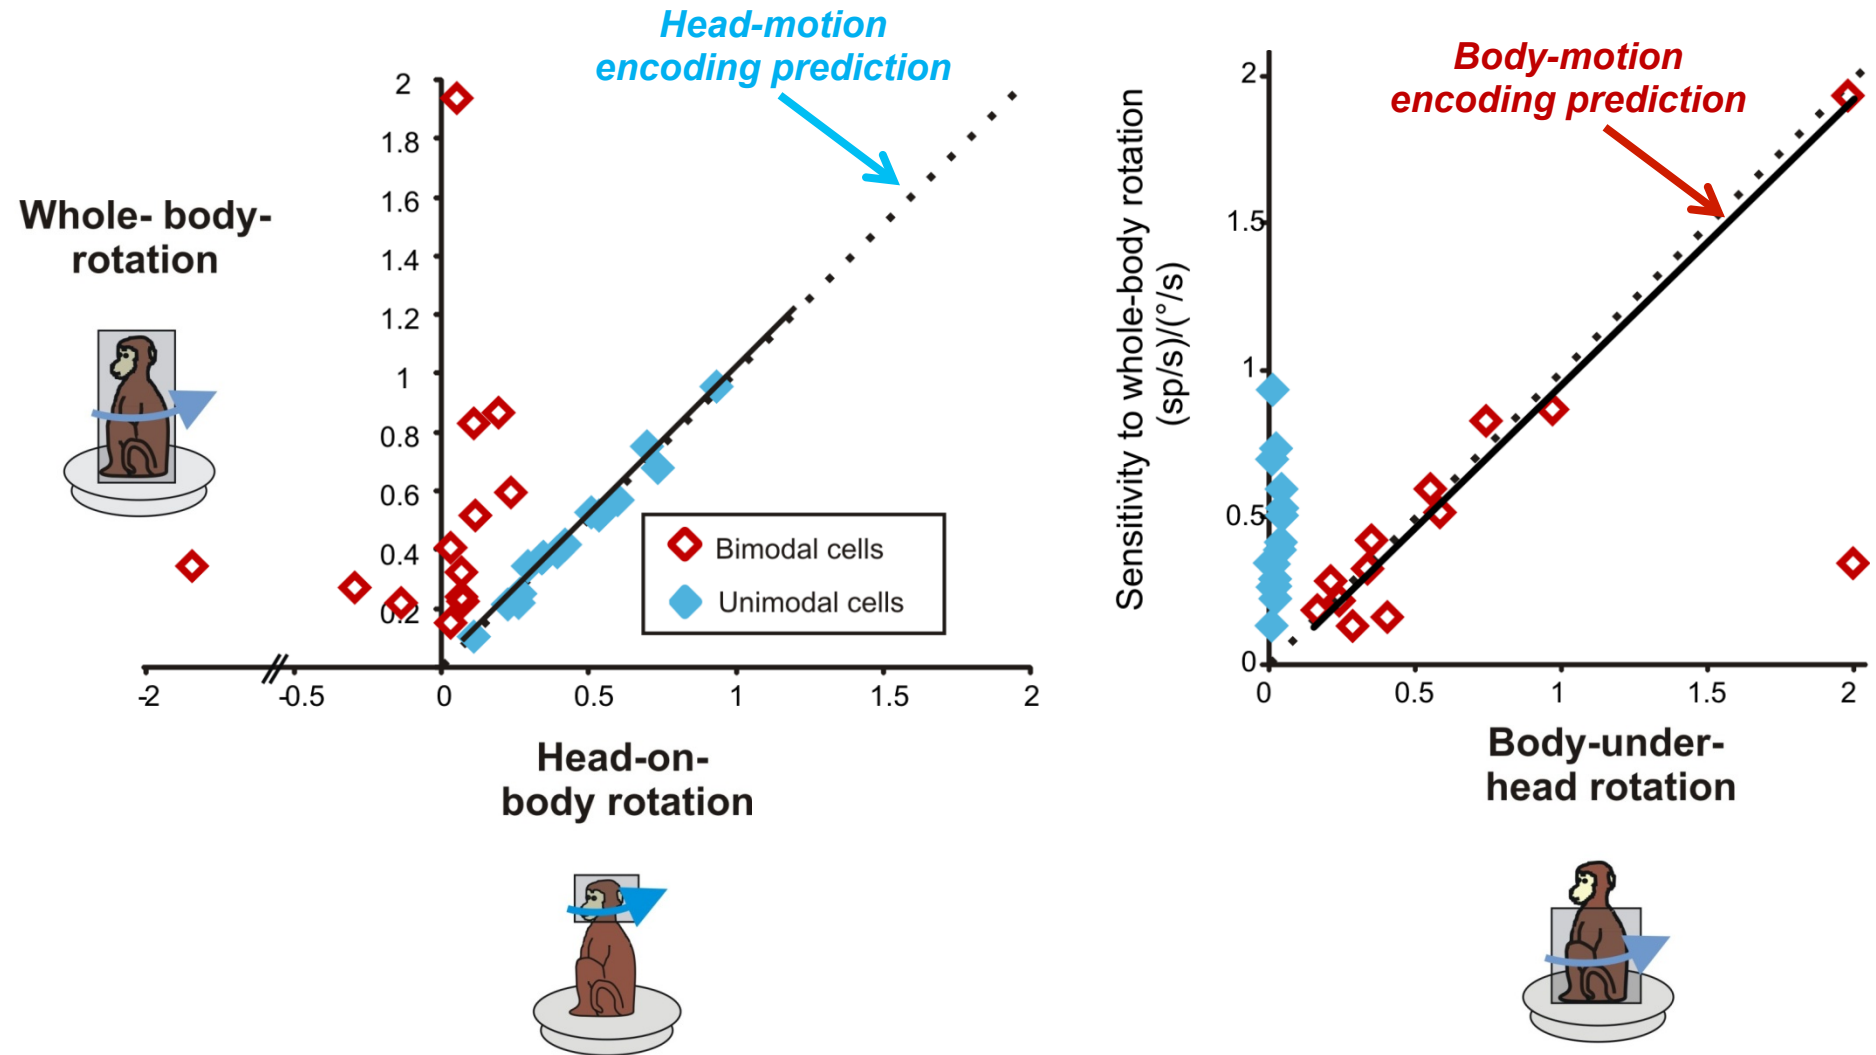 Head-motion
encoding prediction
Whole- body-
rotation
2
1.8
1.6
1.4
1.2
1
0.8
0.6
0.4
0.2
-2
-0.5
0
0.5
1
1.5
2
Bimodal cells
Unimodal cells
Head-on-
body rotation
Body-motion
encoding prediction
Sensitivity to whole-body rotation
(sp/s)/(°/s)
2
1.5
1
0.5
0
0
0.5
1
1.5
2
Body-under-
head rotation